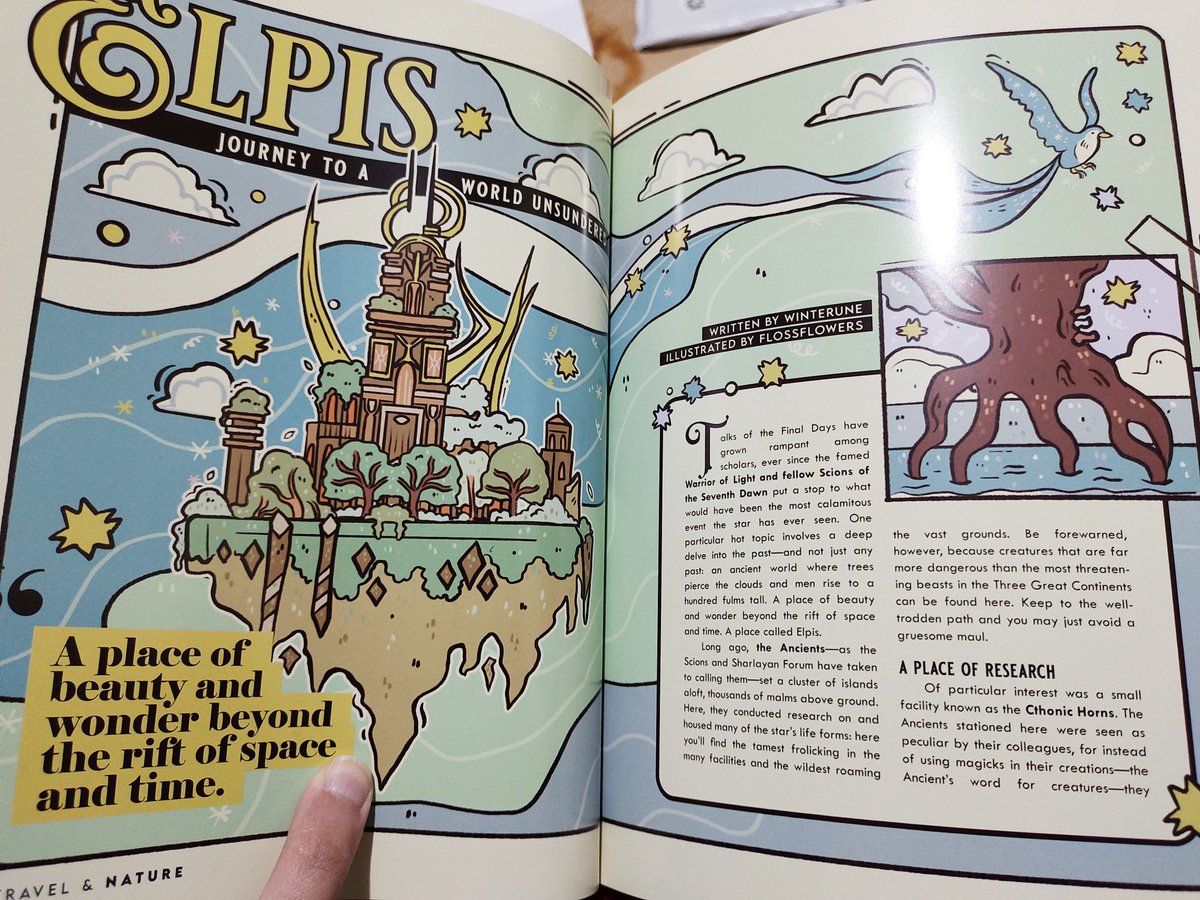 ELPIS
JOURNEY TO A WORLD UNSUNDERED
“
A place of
beauty and
wonder beyond
the rift of space
and time.
TRAVEL & NATURE
WRITTEN BY WINTERUNE
ILLUSTRATED BY FLOSSFLOWERS
Talks of the Final Days have
grown rampant among
scholars, ever since the famed
Warrior of Light and fellow Scions of
the Seventh Dawn put a stop to what
would have been the most calamitous
event the star has ever seen. One
particular hot topic involves a deep
delve into the past—and not just any
past: an ancient world where trees
pierce the clouds and men rise to a
hundred fulms tall. A place of beauty
and wonder beyond the rift of space
and time. A place called Elpis.
Long ago, the Ancients—as the
Scions and Sharlayan Forum have taken
to calling them—set a cluster of islands
aloft, thousands of malms above ground.
Here, they conducted research on and
housed many of the star's life forms: here
you'll find the tamest frolicking in the
many facilities and the wildest roaming
the vast grounds. Be forewarned,
however, because creatures that are far
more dangerous than the most threaten-
ing beasts in the Three Great Continents
can be found here. Keep to the well-
trodden path and you may just avoid a
gruesome maul.
A PLACE OF RESEARCH
Of particular interest was a small
facility known as the Cthonic Horns. The
Ancients stationed here were seen as
peculiar by their colleagues, for instead
of using magicks in their creations—the
Ancient's word for creatures—they